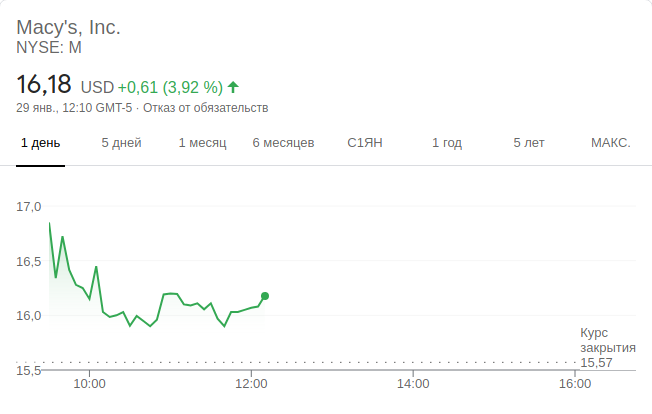 Macy's, Inc.
NYSE: M
16,18 USD +0,61 (3,92 %)
29 янв., 12:10 GMT-5 · Отказ от обязательств
1 день 5 дней 1 месяц 6 месяцев С1ЯН 1 год 5 лет МАКС.
17,0
16,5
16,0
15,5
Курс
закрытия
15,57
10:00 12:00 14:00 16:00